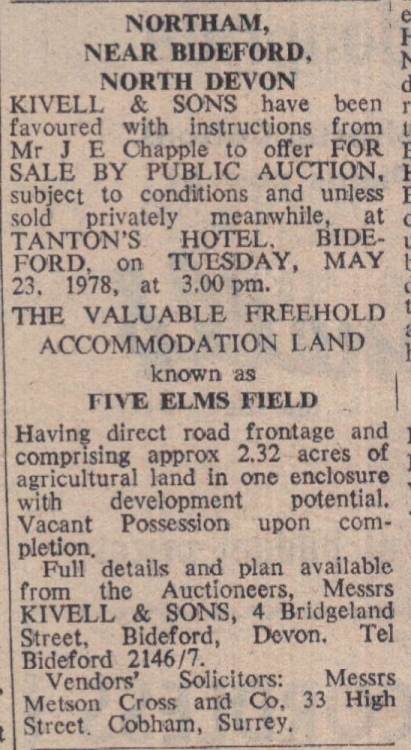 NORTHAM,
NEAR BIDEFORD,
NORTH DEVON
KIVELL & SONS have been
favoured with instructions from
Mr J E Chapple to offer FOR
SALE BY PUBLIC AUCTION,
subject to conditions and unless
sold privately meanwhile, at
TANTON'S HOTEL, BIDE-
FORD, on TUESDAY, MAY
23, 1978, at 3.00 pm.
THE VALUABLE FREEHOLD
ACCOMMODATION LAND
known as
FIVE ELMS FIELD
Having direct road frontage and
comprising approx 2.32 acres of
agricultural land in one enclosure
with development potential.
Vacant Possession upon com-
pletion.
Full details and plan available
from the Auctioneers, Messrs
KIVELL & SONS, 4 Bridgeland
Street, Bideford, Devon. Tel
Bideford 2146/7.
Vendors' Solicitors: Messrs
Metson Cross and Co, 33 High
Street. Cobham, Surrey.